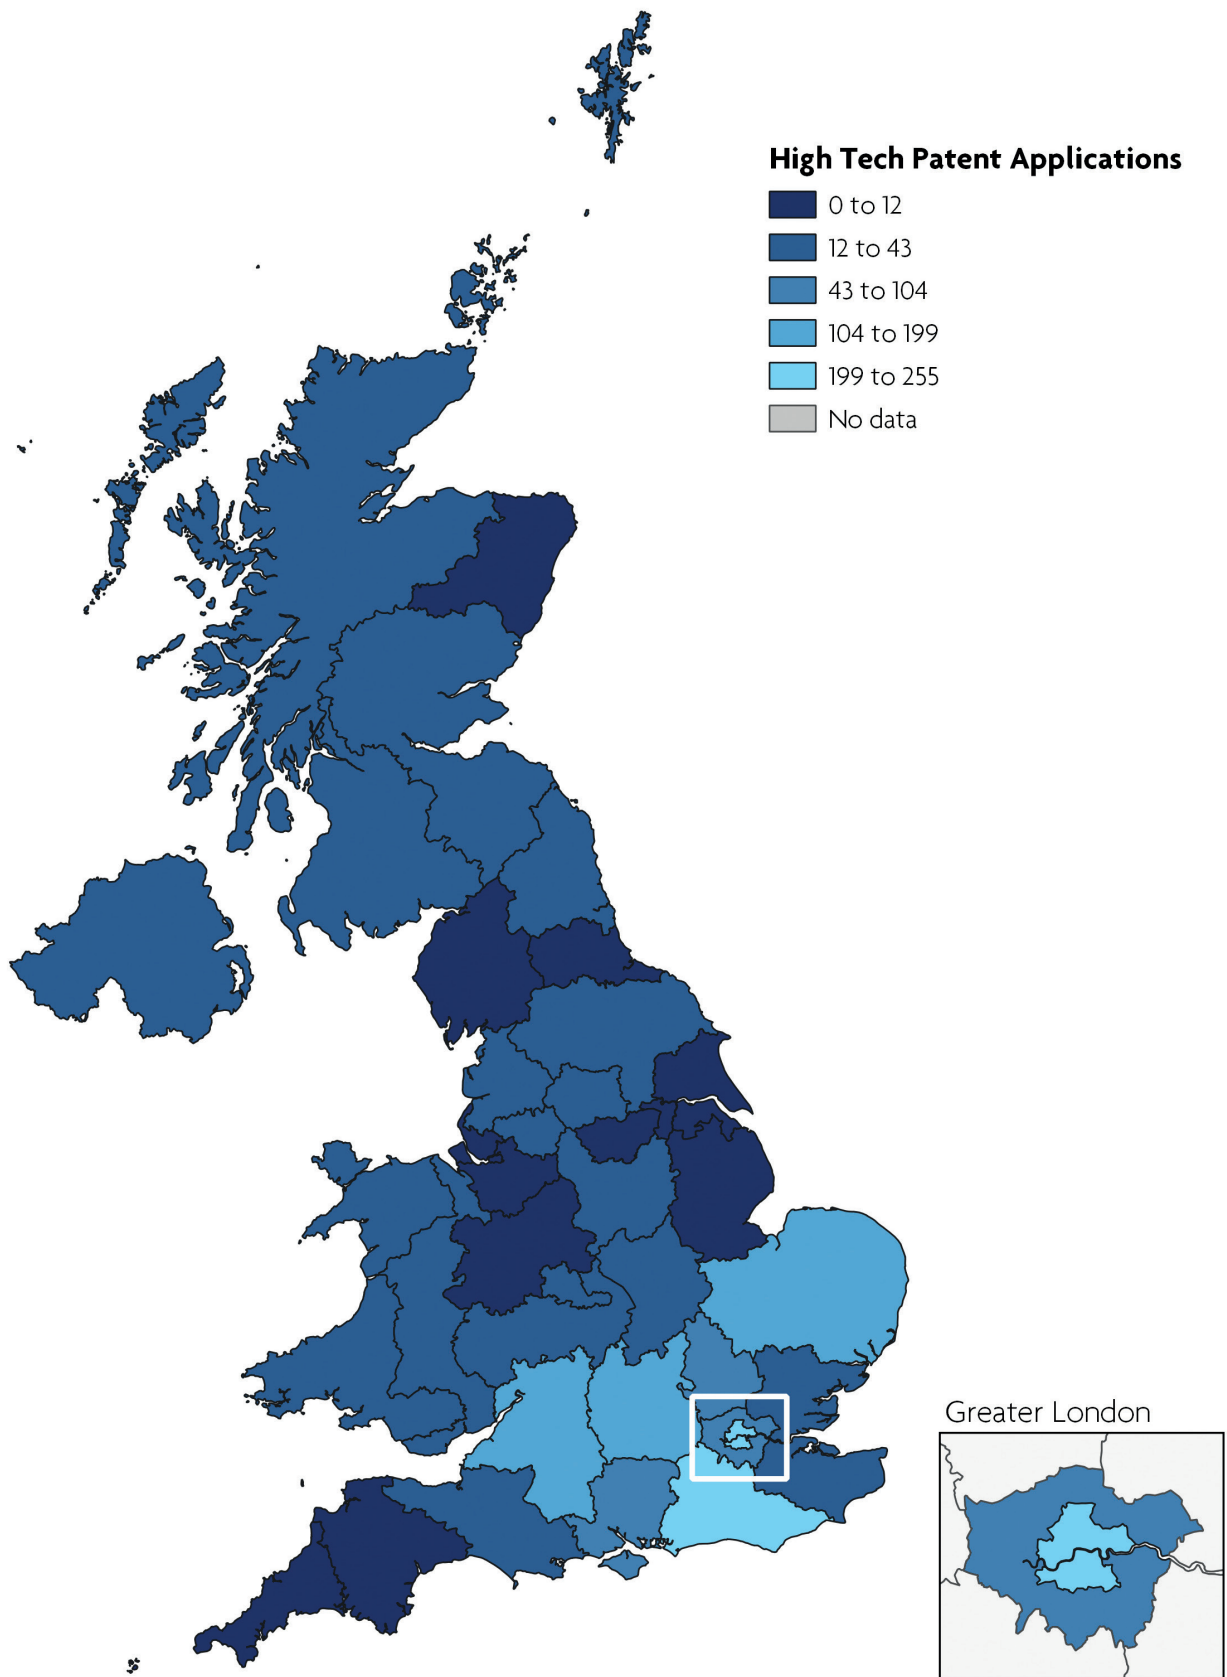 High Tech Patent Applications
0 to 12
12 to 43
43 to 104
104 to 199
199 to 255
No data
Greater London